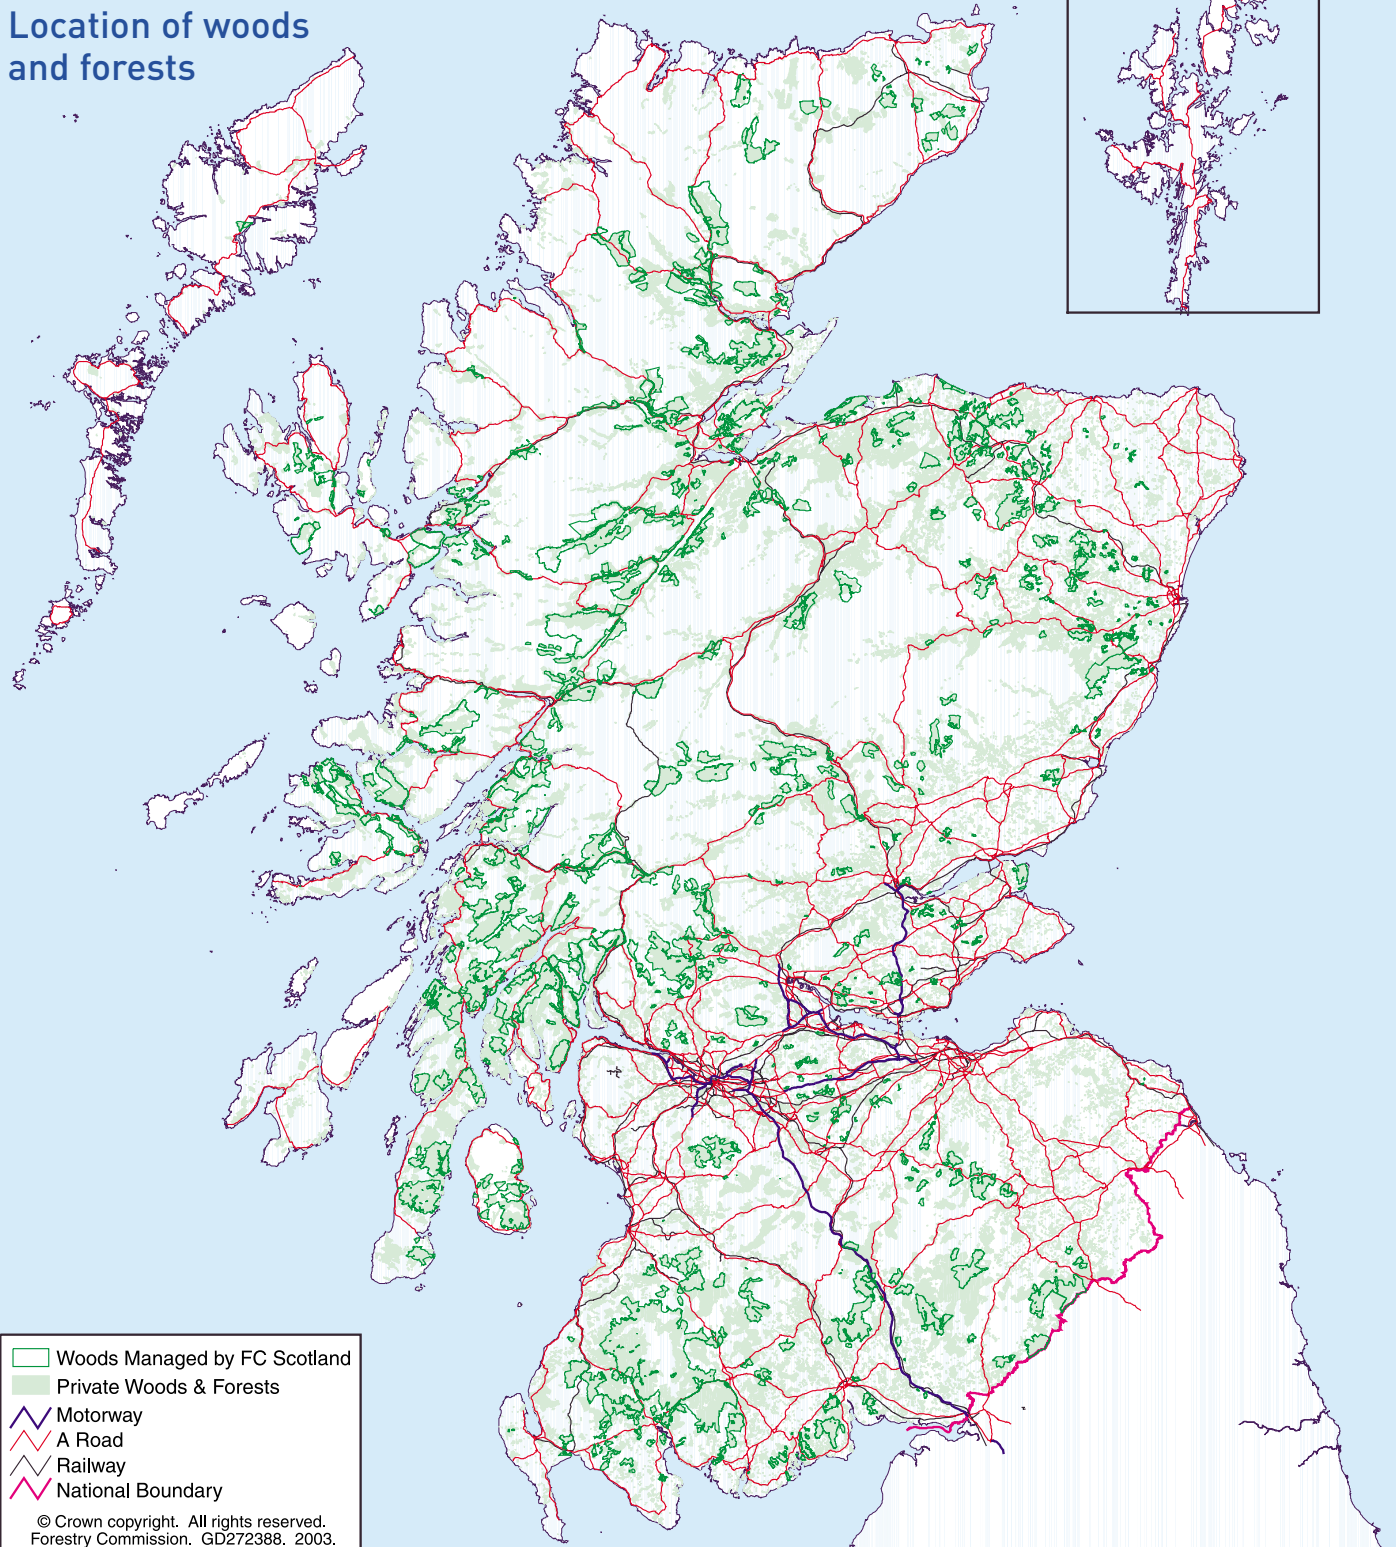 Location of woods
and forests
Woods Managed by FC Scotland
Private Woods & Forests
Motorway
A Road
Railway
National Boundary
© Crown copyright. All rights reserved.
Forestry Commission. GD272388. 2003.